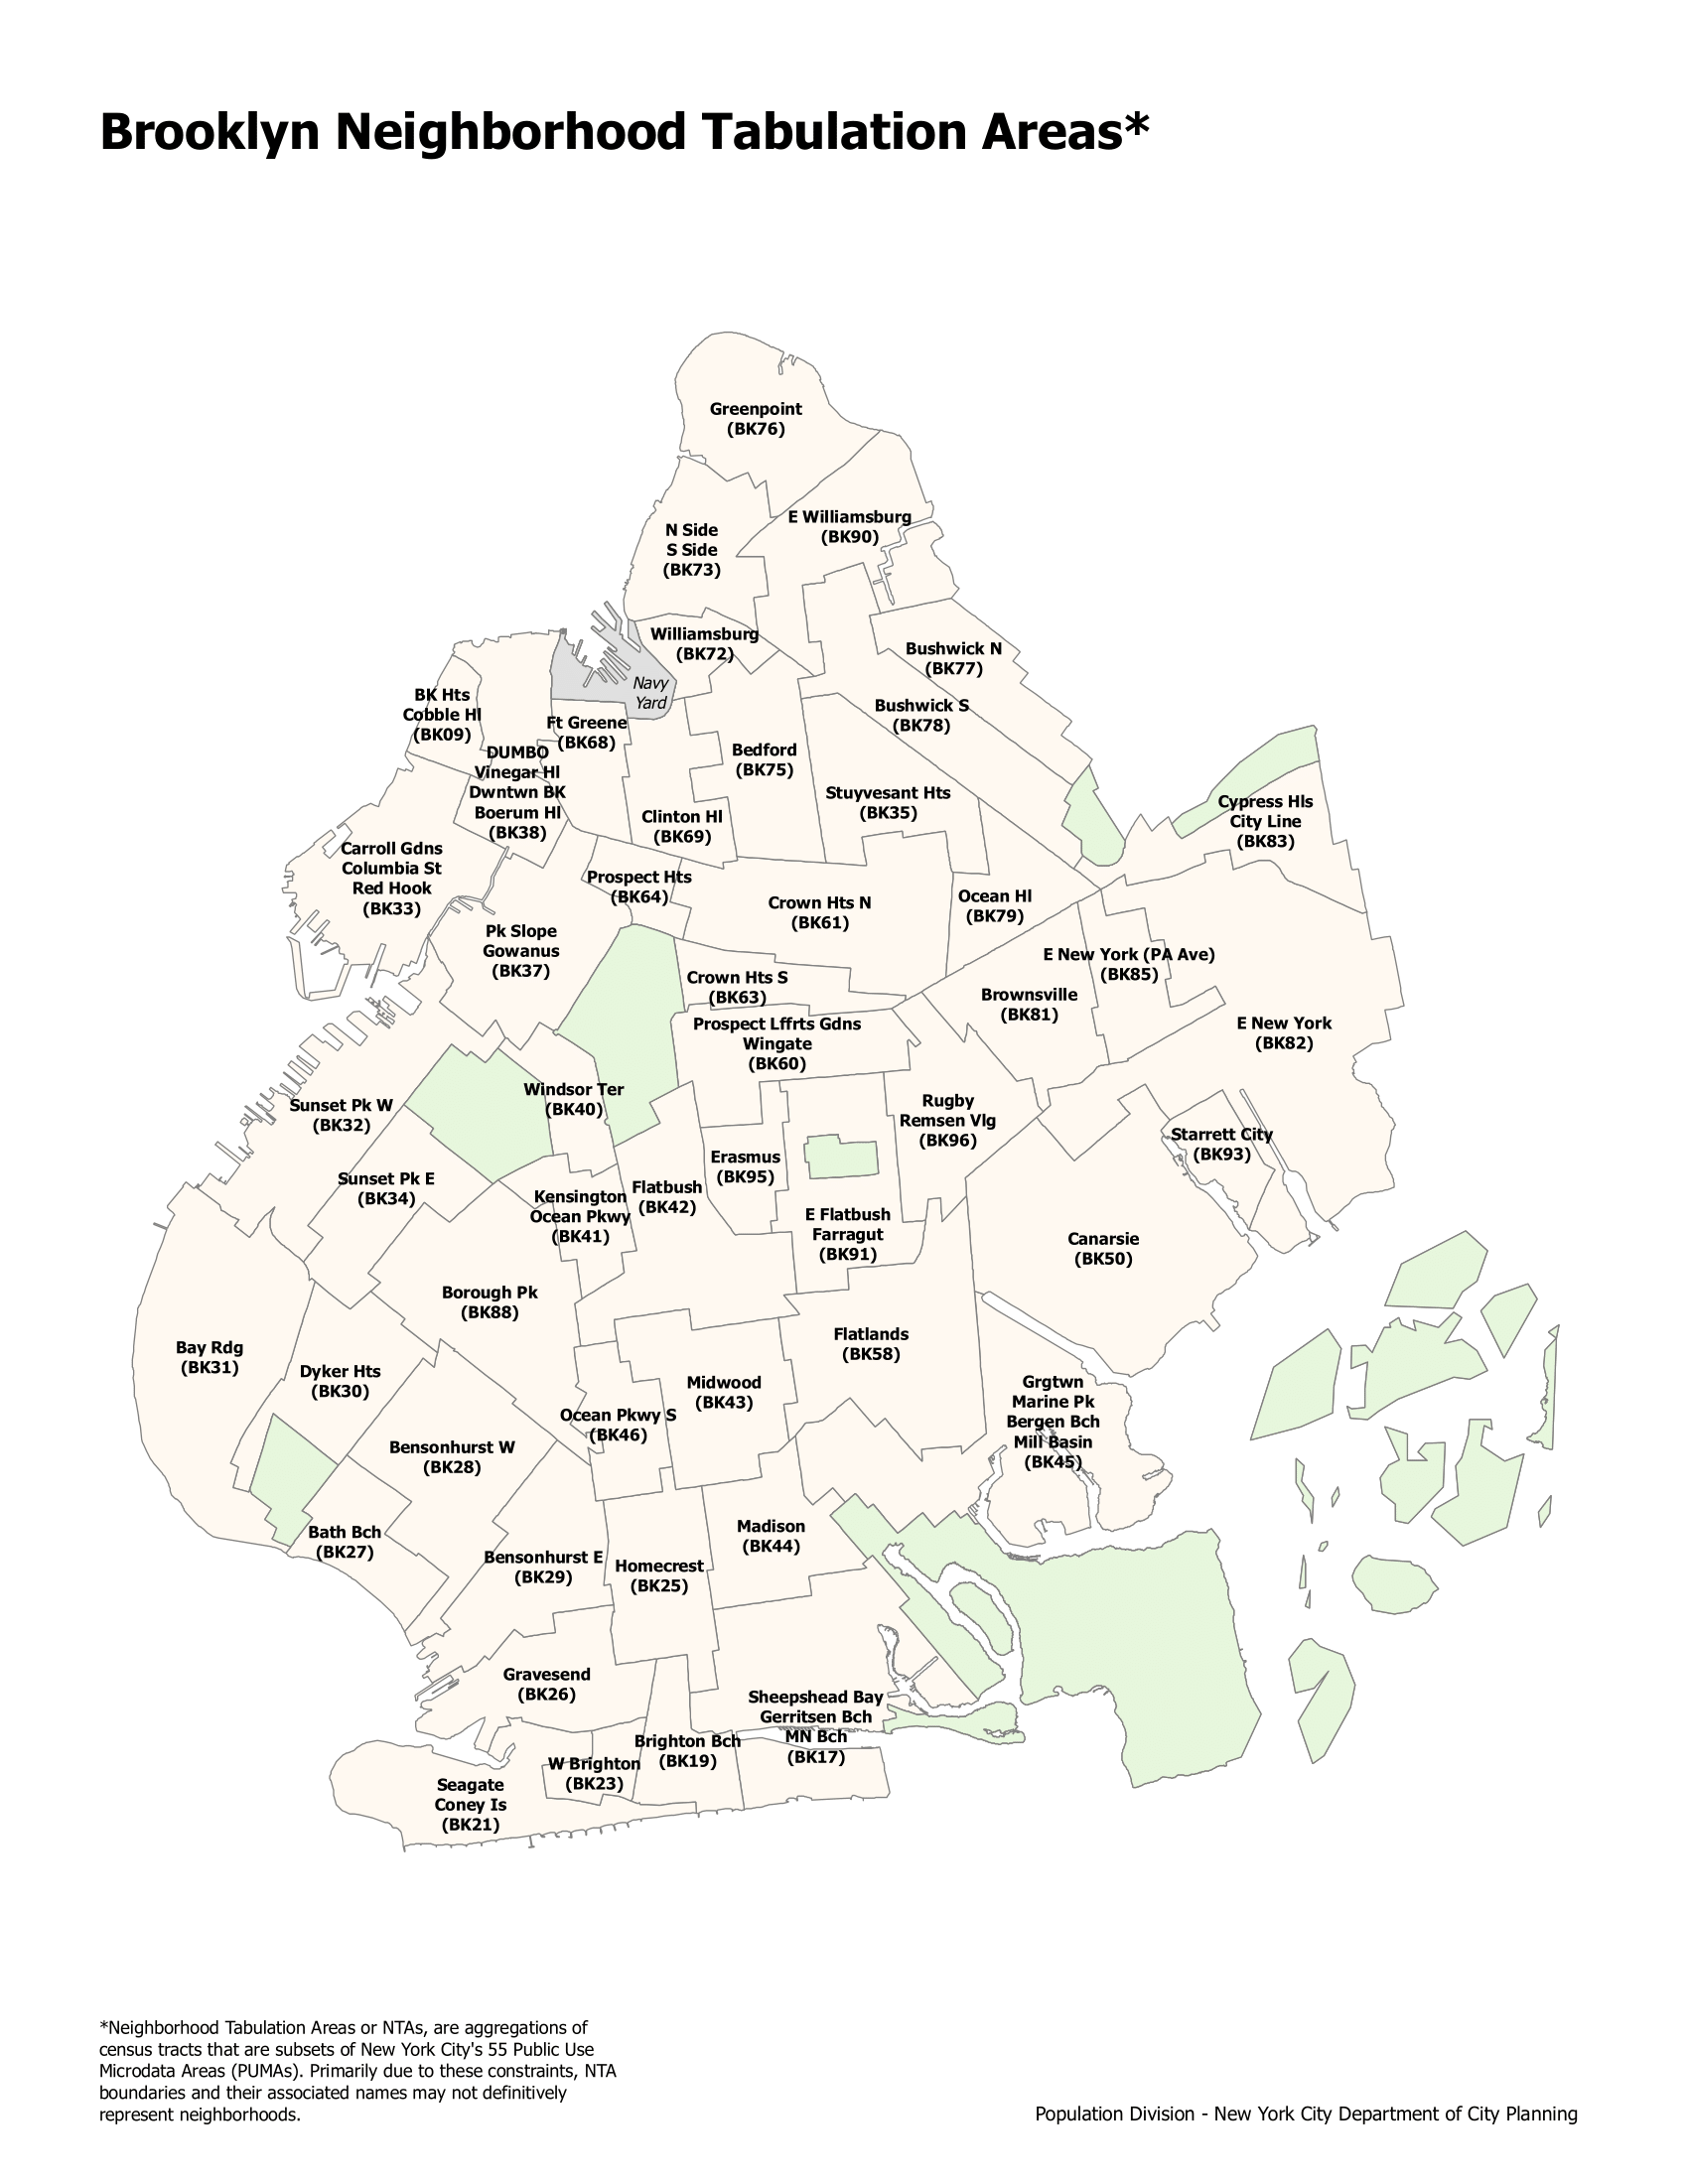 Brooklyn Neighborhood Tabulation Areas*
Greenpoint
(BK76)
E Williamsburg
(BK90)
N Side
S Side
(BK73)
Williamsburg
(BK72)
Bushwick N
(BK77)
Navy
Yard
BK Hts
Cobble Hl
(BK09)
Bushwick S
(BK78)
Ft Greene
(BK68)
DUMBO
Vinegar Hl
Dwntwn BK
Boerum Hl
(BK38)
Bedford
(BK75)
Stuyvesant Hts
(BK35)
Cypress Hls
City Line
(BK83)
Clinton Hl
(BK69)
Carroll Gdns
Columbia St
Red Hook
(BK33)
Prospect Hts
(BK64)
Crown Hts N
(BK61)
Ocean Hl
(BK79)
Pk Slope
Gowanus
(BK37)
E New York (PA Ave)
(BK85)
Crown Hts S
(BK63)
Brownsville
(BK81)
Prospect Lffrts Gdns
Wingate
(BK60)
E New York
(BK82)
Windsor Ter
(BK40)
Sunset Pk W
(BK32)
Rugby
Remsen Vlg
(BK96)
Starrett City
(BK93)
Erasmus
(BK95)
Sunset Pk E
(BK34)
Flatbush
(BK42)
Kensington
Ocean Pkwy
(BK41)
E Flatbush
Farragut
(BK91)
Canarsie
(BK50)
Borough Pk
(BK88)
Flatlands
(BK58)
Bay Rdg
(BK31)
Dyker Hts
(BK30)
Midwood
(BK43)
Grgtwn
Marine Pk
Bergen Bch
Mill Basin
(BK45)
Ocean Pkwy S
(BK46)
Bensonhurst W
(BK28)
Madison
(BK44)
Bath Bch
(BK27)
Bensonhurst E
(BK29)
Homecrest
(BK25)
Gravesend
(BK26)
Sheepshead Bay
Gerritsen Bch
MN Bch
(BK17)
Brighton Bch
(BK19)
W Brighton
(BK23)
Seagate
Coney Is
(BK21)
*Neighborhood Tabulation Areas or NTAs, are aggregations of
census tracts that are subsets of New York City's 55 Public Use
Microdata Areas (PUMAs). Primarily due to these constraints, NTA
boundaries and their associated names may not definitively
represent neighborhoods.
Population Division - New York City Department of City Planning